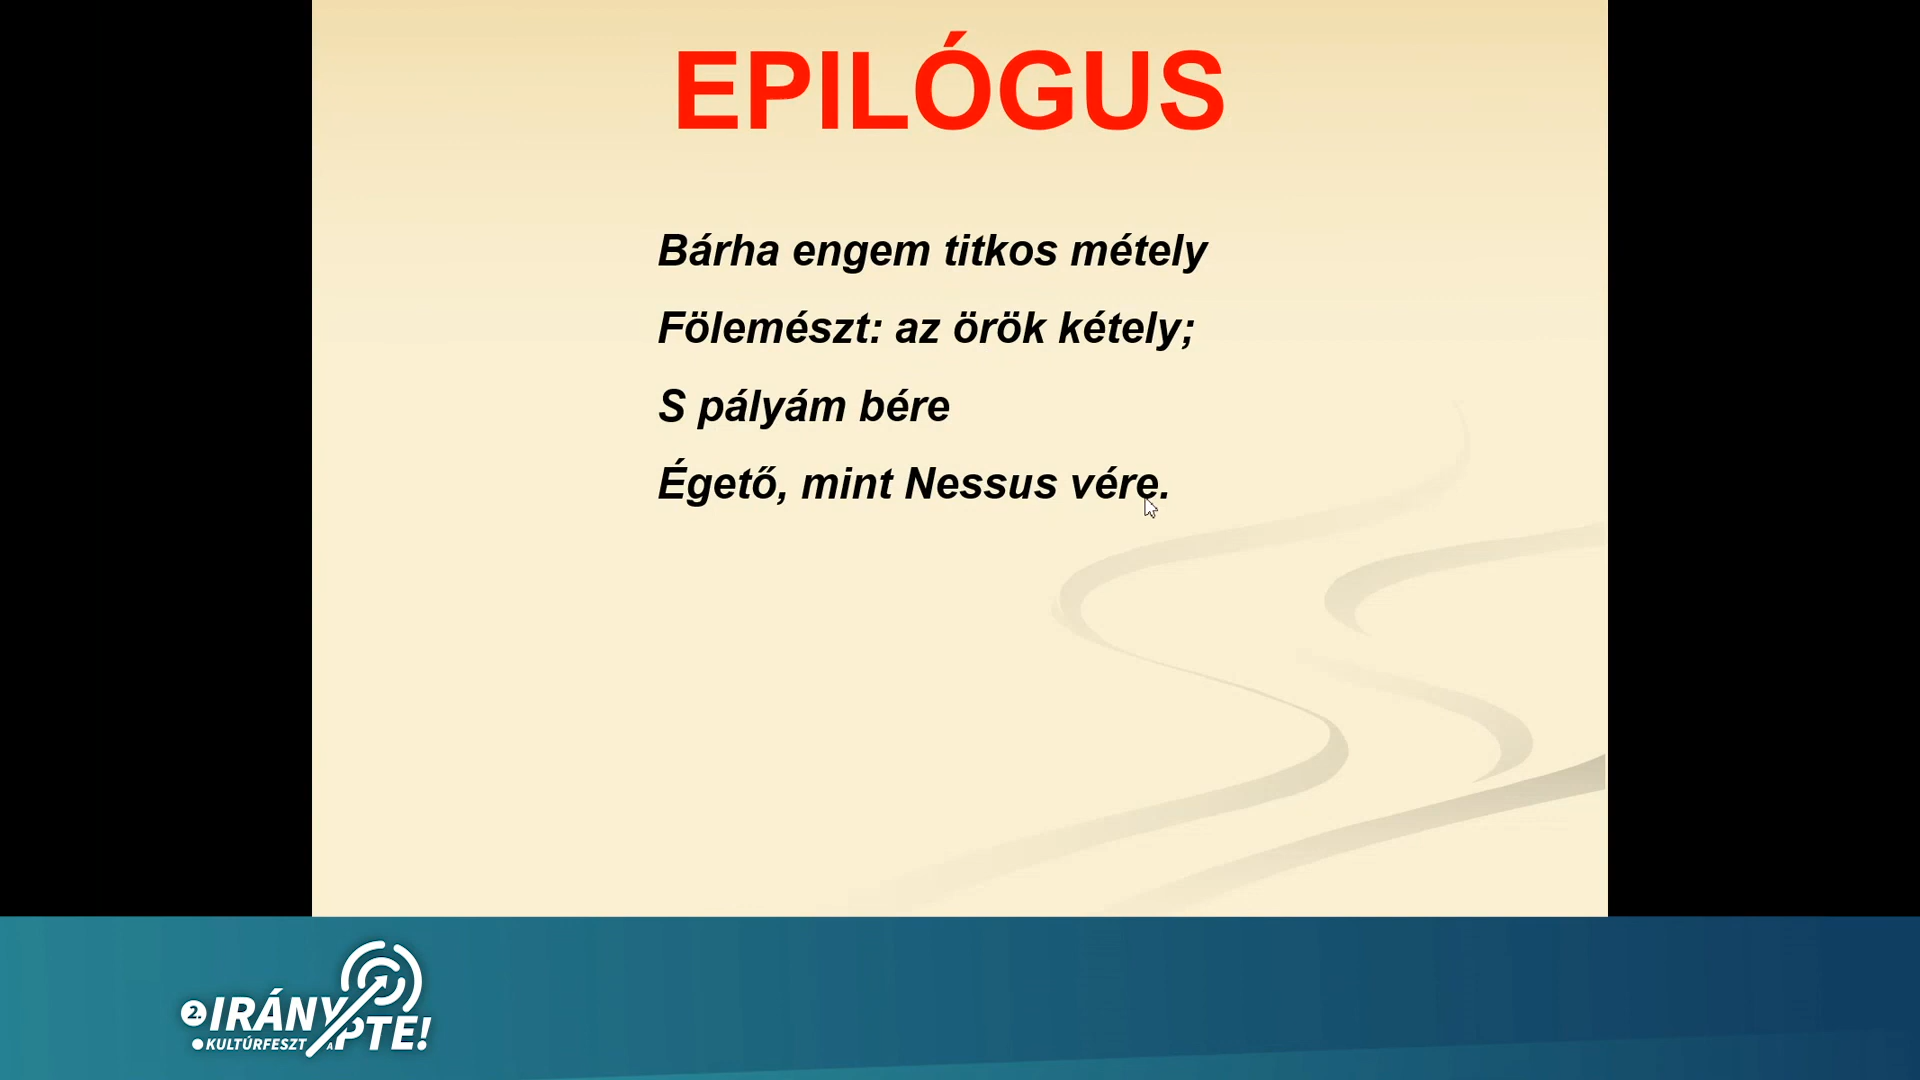 EPILÓGUS
Bárha engem titkos métely
Fölemészt: az örök kétely;
S pályám bére
Égető, mint Nessus vére.
2. IRÁNY A PTE!
KULTÚRFESZT